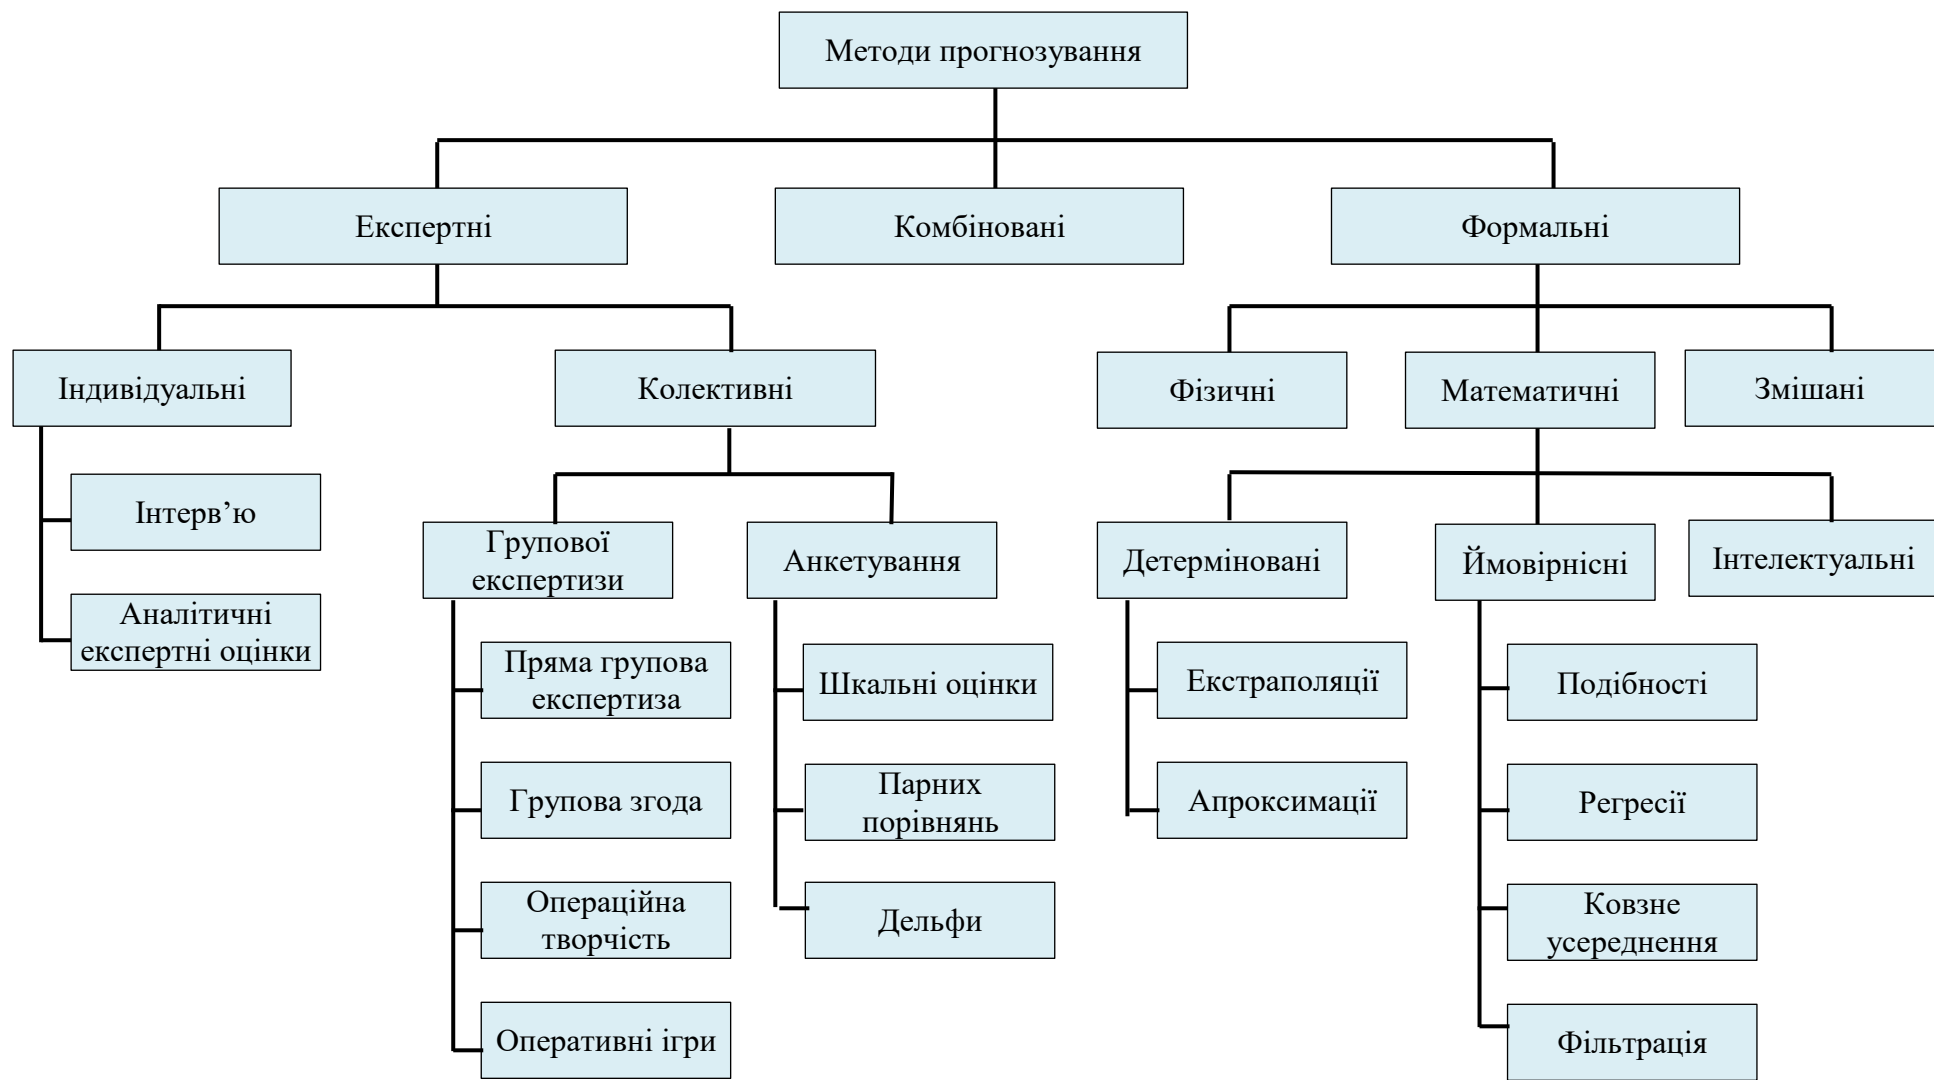 Методи прогнозування
Експертні
Комбіновані
Формальні
Індивідуальні
Колективні
Фізичні
Математичні
Змішані
Інтерв’ю
Аналітичні
експертні оцінки
Групової
експертизи
Анкетування
Детерміновані
Ймовірнісні
Інтелектуальні
Пряма групова
експертиза
Групова згода
Операційна
творчість
Оперативні ігри
Шкальні оцінки
Парних
порівнянь
Дельфи
Екстраполяції
Апроксимації
Подібності
Регресії
Ковзне
усереднення
Фільтрація